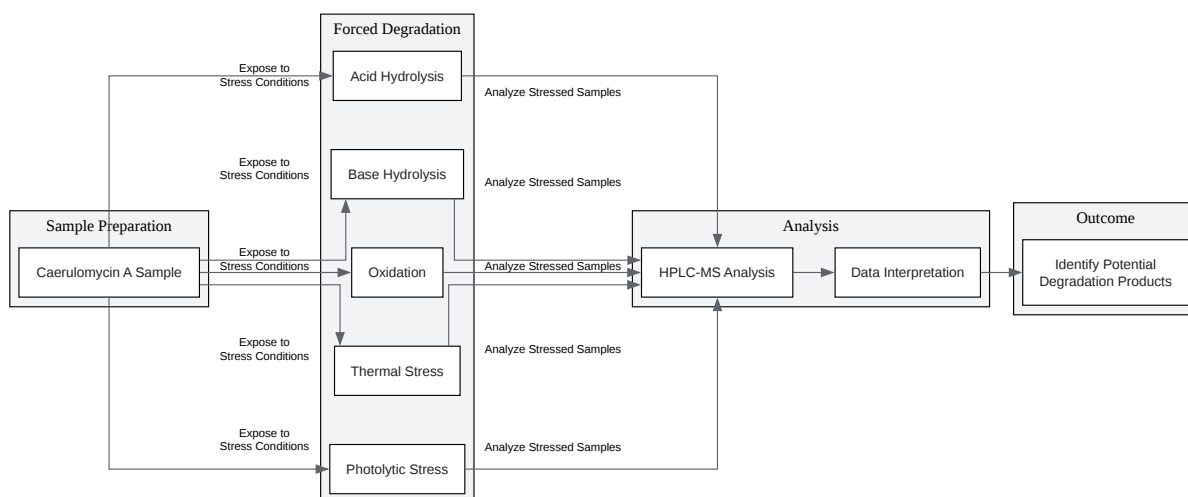 Forced Degradation
Expose to
Stress Conditions
Acid Hydrolysis
Analyze Stressed Samples
Expose to
Stress Conditions
Base Hydrolysis
Analyze Stressed Samples
Sample Preparation
Caerulomycin A Sample
Expose to
Stress Conditions
Oxidation
Analyze Stressed Samples
Analysis
HPLC-MS Analysis
Data Interpretation
Outcome
Identify Potential
Degradation Products
Expose to
Stress Conditions
Thermal Stress
Analyze Stressed Samples
Expose to
Stress Conditions
Photolytic Stress
Analyze Stressed Samples